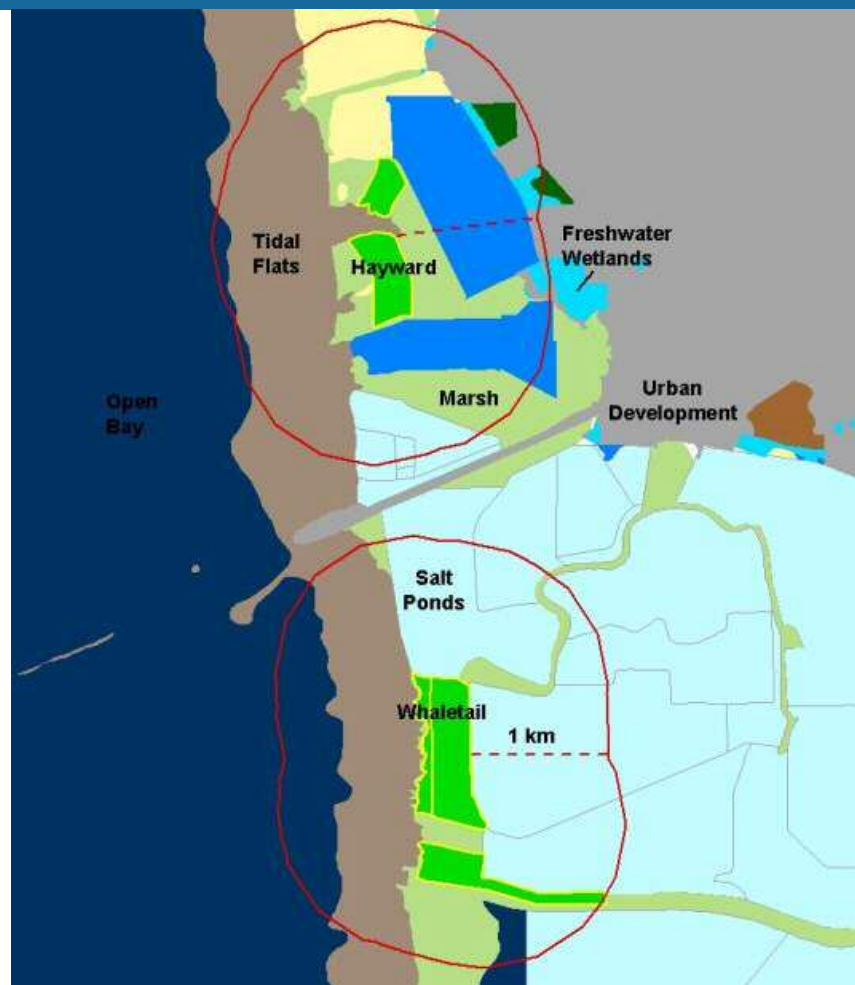 Tidal
Flats
Hayward
Freshwater
Wetlands
Open
Bay
Marsh
Urban
Development
Salt
Ponds
Whaletail
1 km